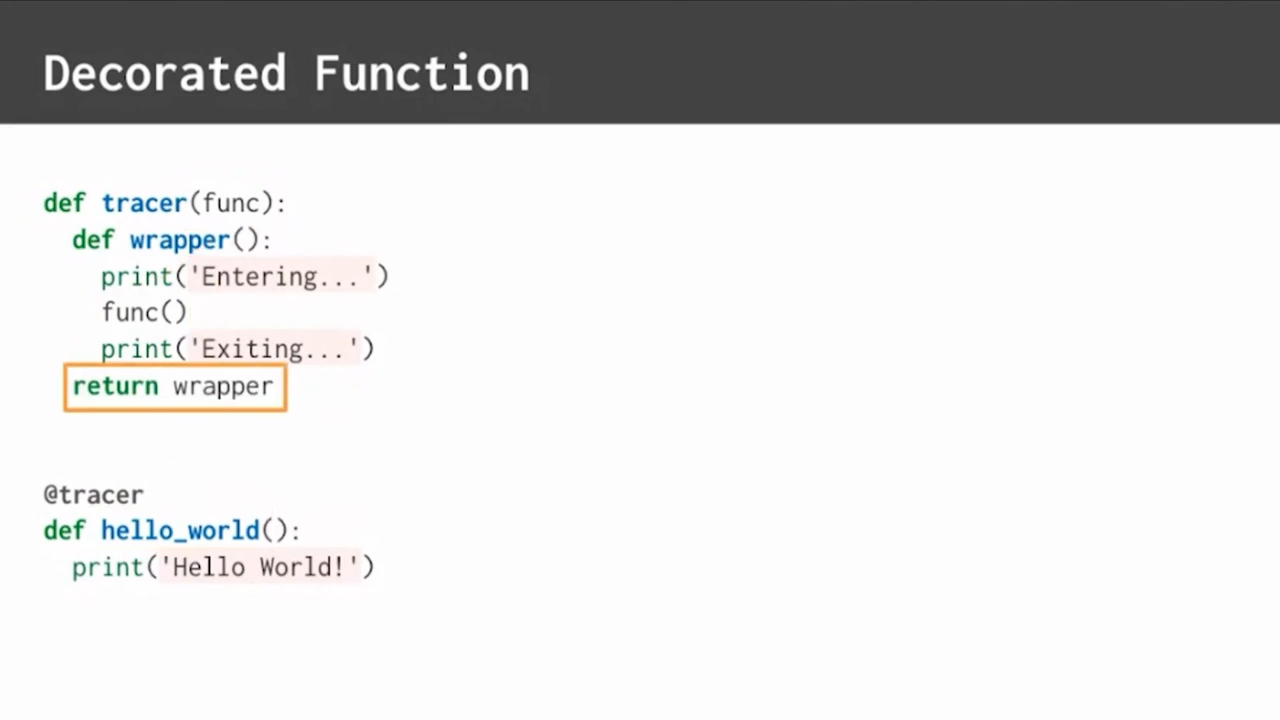 Decorated Function
def tracer(func):
  def wrapper():
    print('Entering...')
    func()
    print('Exiting...')
  return wrapper
@tracer
def hello_world():
  print('Hello World!')